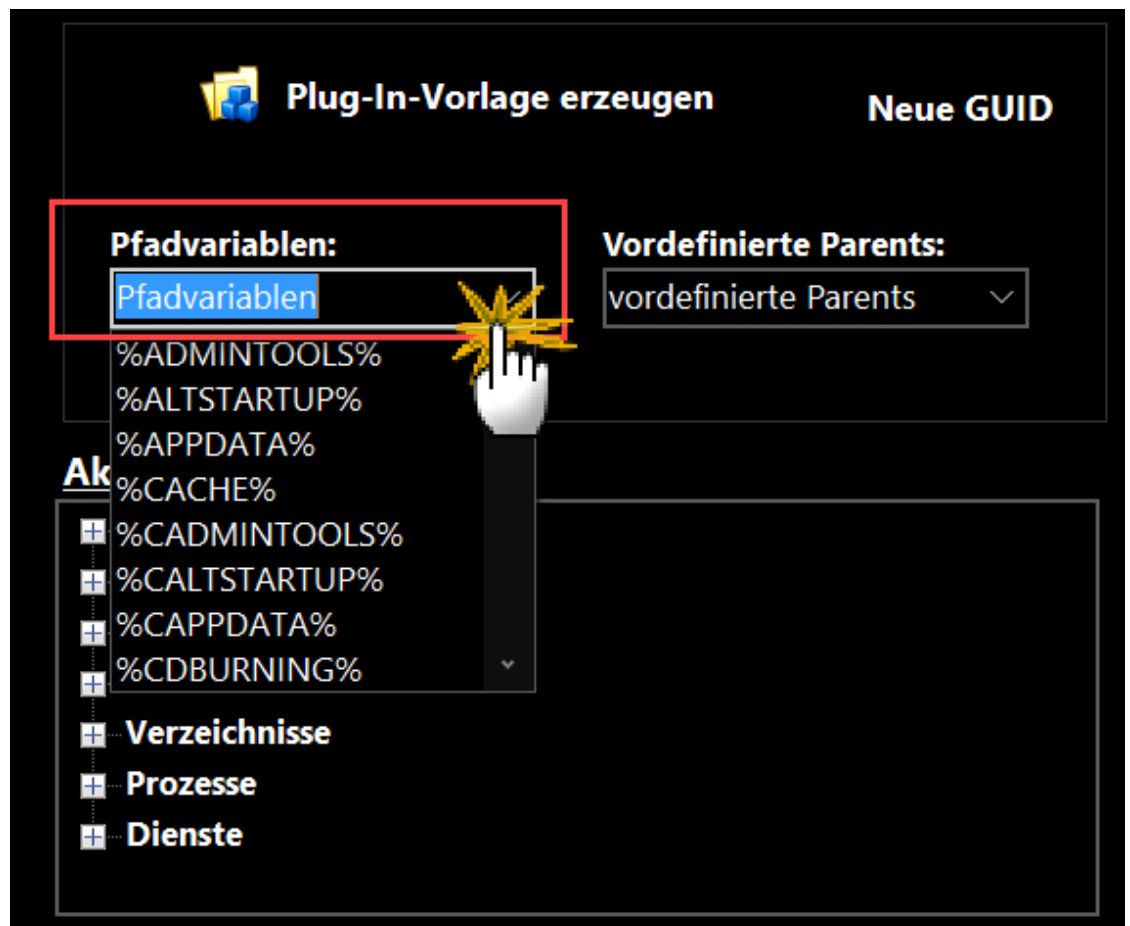 Plug-In-Vorlage erzeugen
Neue GUID
Pfadvariablen:
Vordefinierte Parents:
Pfadvariablen
vordefinierte Parents
%ADMINTOOLS%
%ALTSTARTUP%
%APPDATA%
%CACHE%
%CADMINTOOLS%
%CALTSTARTUP%
%CAPPDATA%
%CDBURNING%
Ak
Verzeichnisse
Prozesse
Dienste